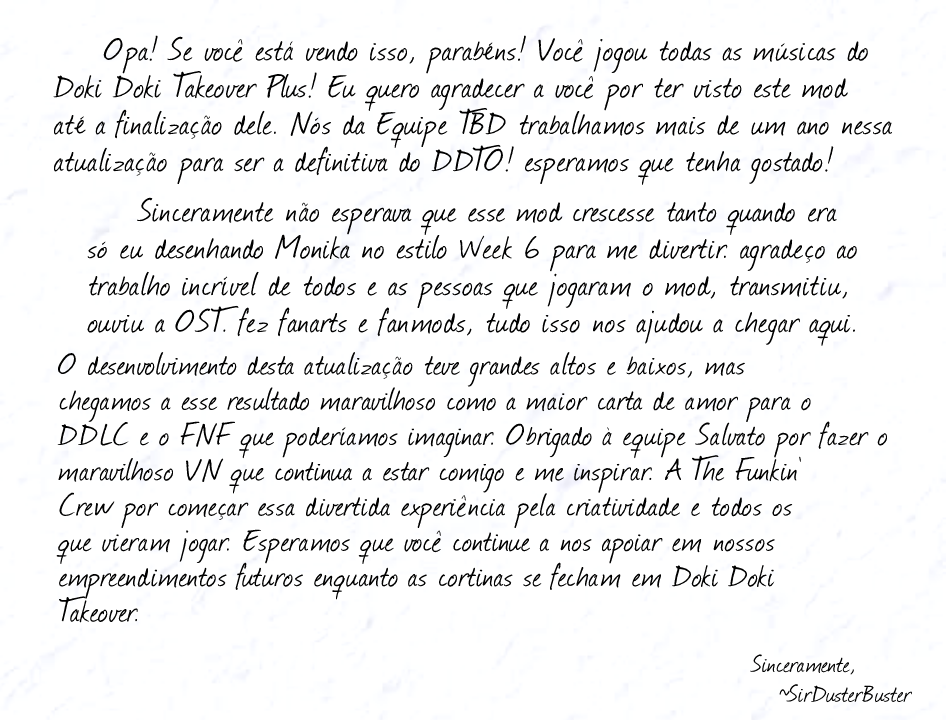 Opa! Se você está vendo isso, parabéns! Você jogou todas as músicas do
Doki Doki Takeover Plus! Eu quero agradecer a você por ter visto este mod
até a finalização dele. Nós da Equipe TBD trabalhamos mais de um ano nessa
atualização para ser a definitiva do DDTO! esperamos que tenha gostado!
Sinceramente não esperava que esse mod crescesse tanto quando era
só eu desenhando Monika no estilo Week 6 para me divertir. agradeço ao
trabalho incrível de todos e as pessoas que jogaram o mod, transmitiu,
ouviu a OST. fez fanarts e fanmods, tudo isso nos ajudou a chegar aqui.
O desenvolvimento desta atualização teve grandes altos e baixos, mas
chegamos a esse resultado maravilhoso como a maior carta de amor para o
DDLC e o FNF que poderíamos imaginar. Obrigado à equipe Salvato por fazer o
maravilhoso VN que continua a estar comigo e me inspirar. A The Funkin'
Crew por começar essa divertida experiência pela criatividade e todos os
que vieram jogar. Esperamos que você continue a nos apoiar em nossos
empreendimentos futuros enquanto as cortinas se fecham em Doki Doki
Takeover.
Sinceramente,
~SirDusterBuster